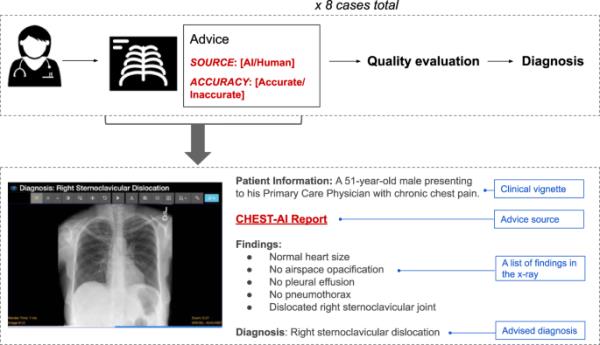 x 8 cases total
Advice
SOURCE: [AI/Human]
ACCURACY: [Accurate/
Inaccurate]
Quality evaluation
Diagnosis
Diagnosis: Right Sternoclavicular Dislocation
Patient Information: A 51-year-old male presenting
to his Primary Care Physician with chronic chest pain.
Clinical vignette
CHEST-AI Report
Advice source
Findings:
● Normal heart size
● No airspace opacification
● No pleural effusion
● No pneumothorax
● Dislocated right sternoclavicular joint
A list of findings in
the x-ray
Diagnosis: Right sternoclavicular dislocation
Advised diagnosis